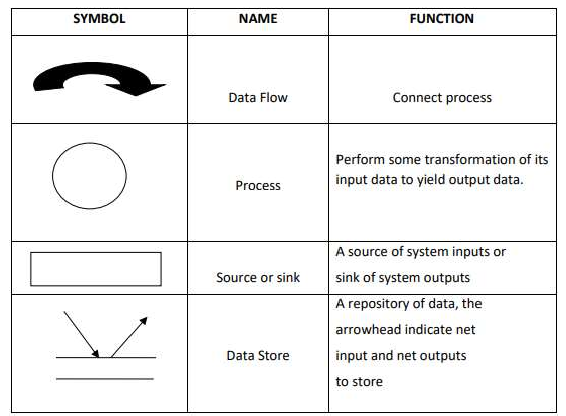 SYMBOL NAME FUNCTION
Data Flow Connect process
Process
Perform some transformation of its
input data to yield output data.
Source or sink
A source of system inputs or
sink of system outputs
Data Store
A repository of data, the
arrowhead indicate net
input and net outputs
to store